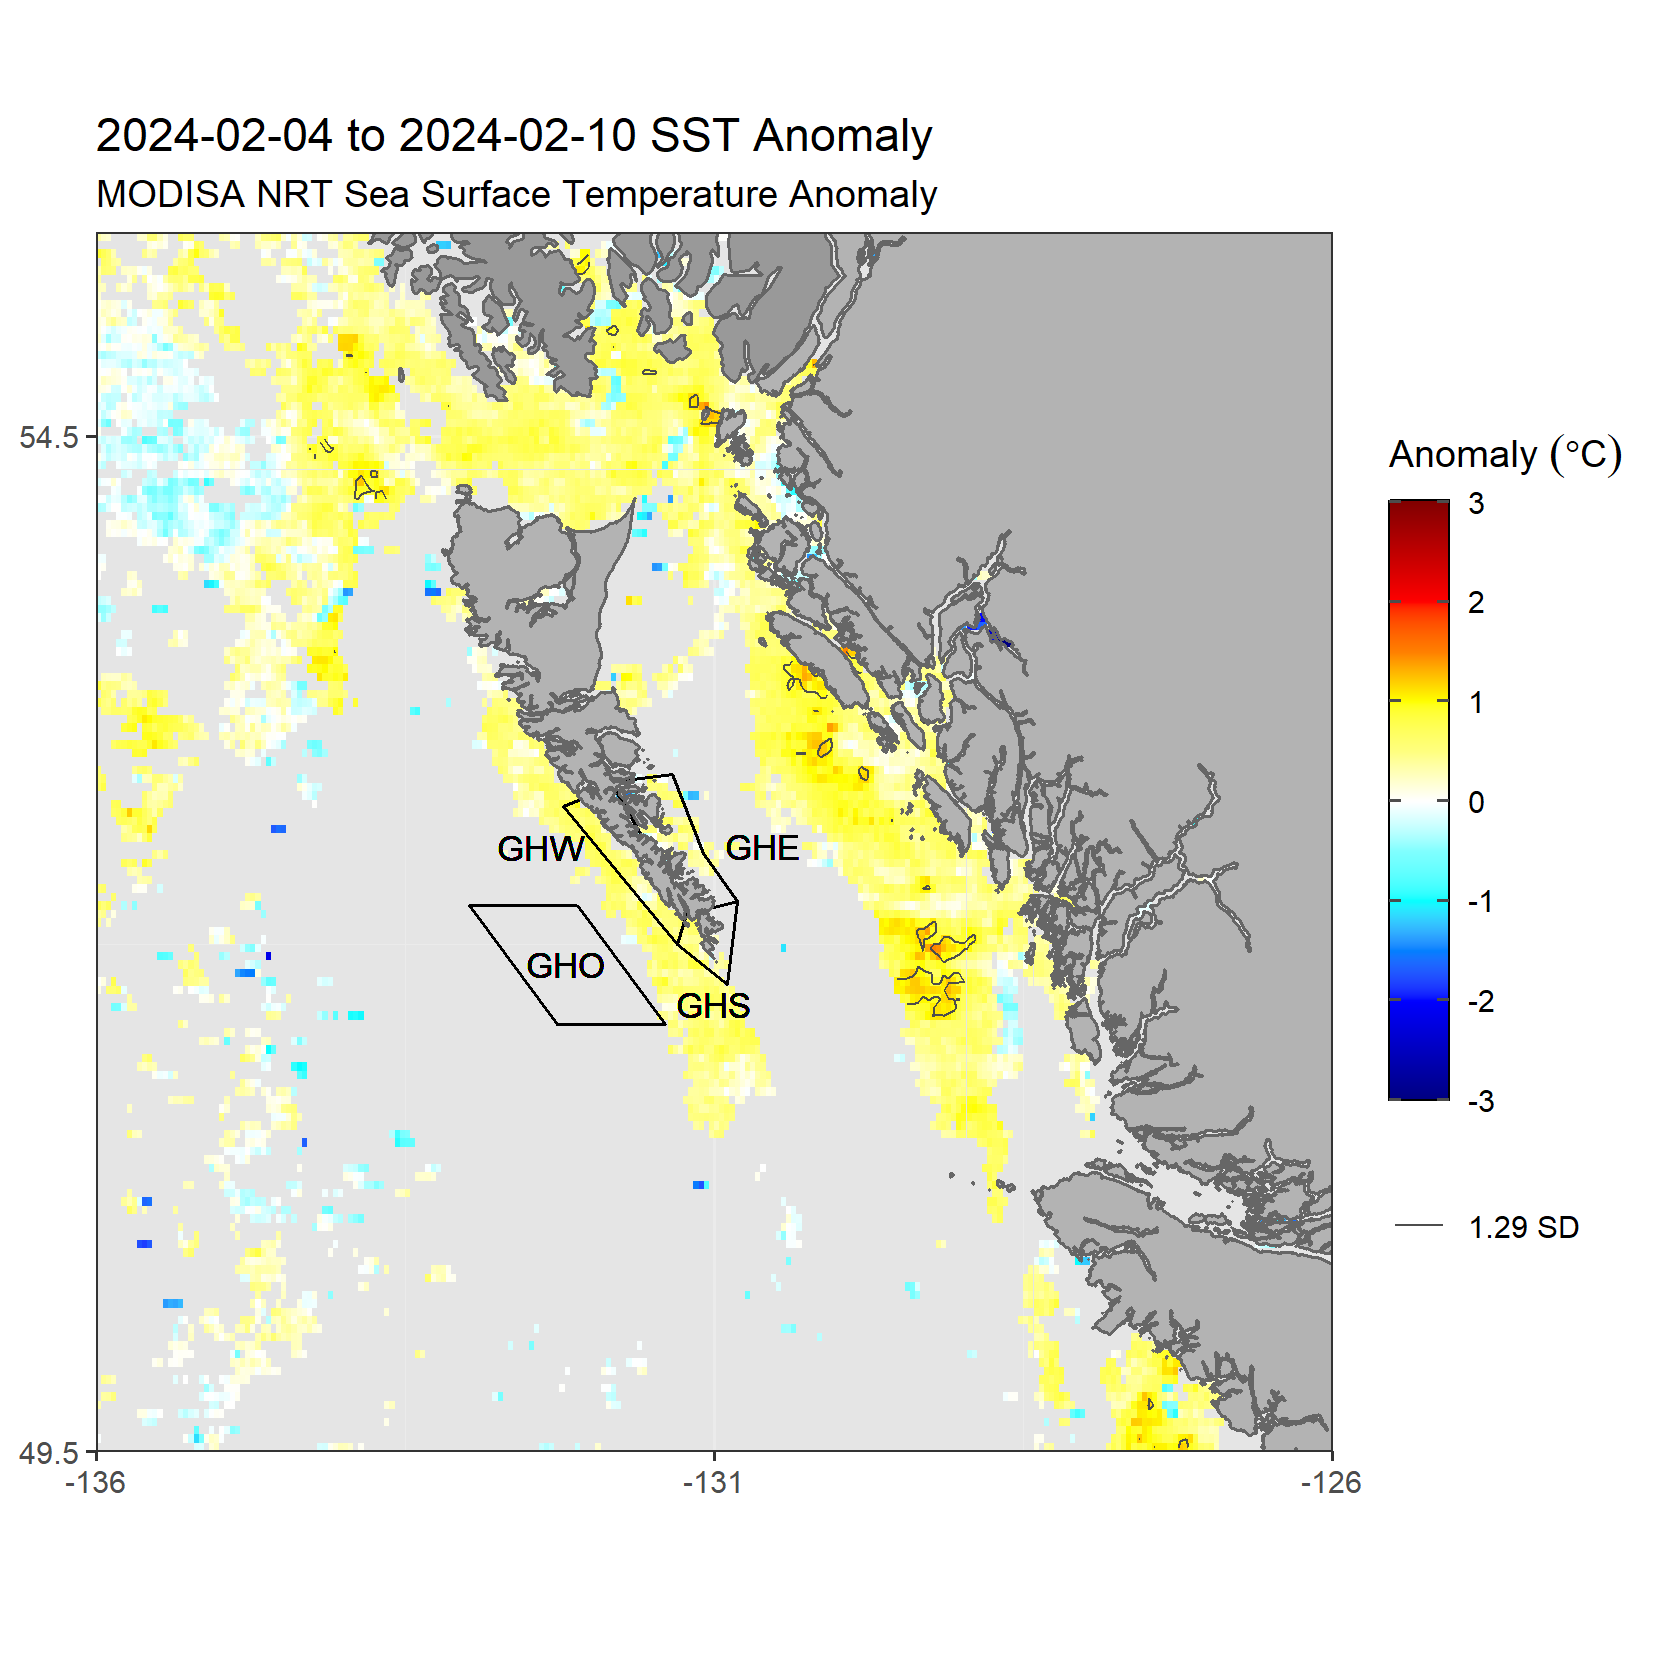 2024-02-04 to 2024-02-10 SST Anomaly
MODISA NRT Sea Surface Temperature Anomaly
54.5
49.5
-136
-131
-126
GHW
GHE
GHO
GHS
Anomaly (°C)
3
2
1
0
-1
-2
-3
1.29 SD